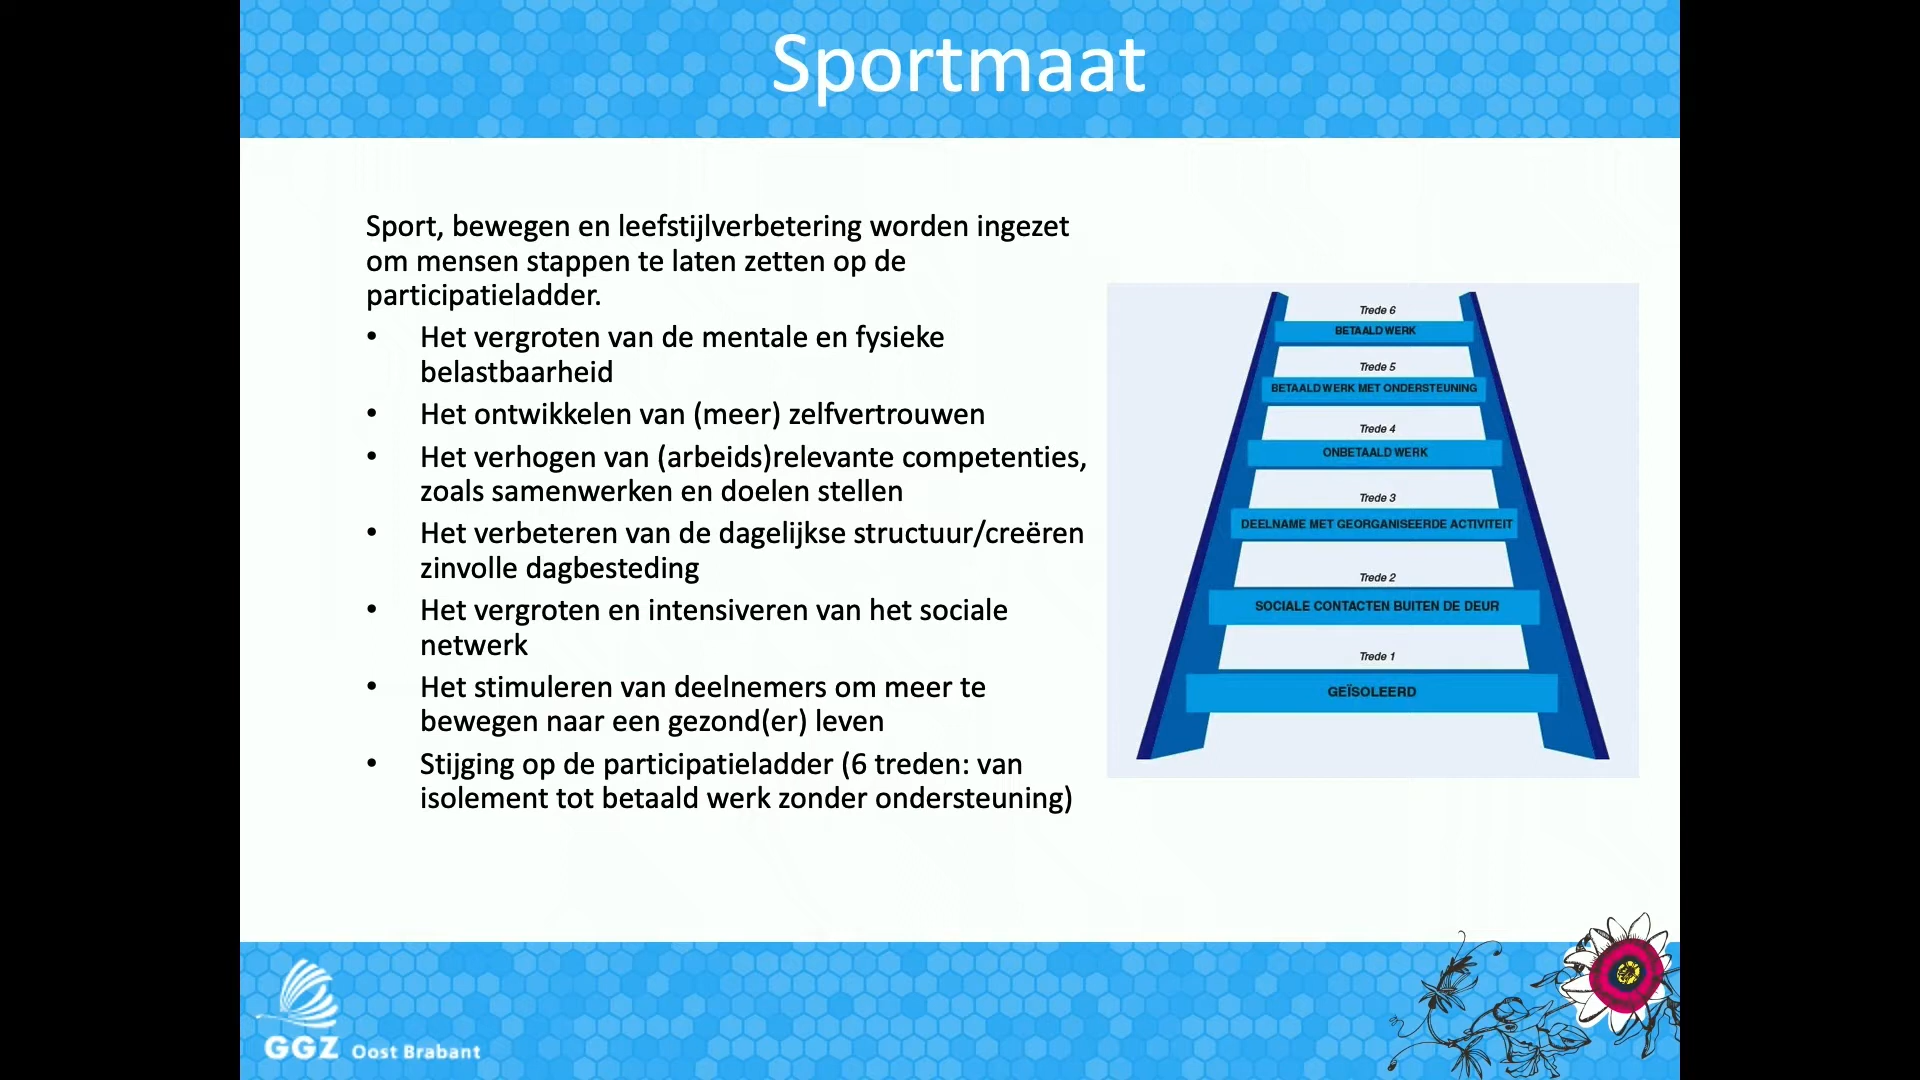 Sportmaat
Sport, bewegen en leefstijlverbetering worden ingezet
om mensen stappen te laten zetten op de
participatieladder.
• Het vergroten van de mentale en fysieke
belastbaarheid
• Het ontwikkelen van (meer) zelfvertrouwen
• Het verhogen van (arbeids)relevante competenties,
zoals samenwerken en doelen stellen
• Het verbeteren van de dagelijkse structuur/creëren
zinvolle dagbesteding
• Het vergroten en intensiveren van het sociale
netwerk
• Het stimuleren van deelnemers om meer te
bewegen naar een gezond(er) leven
• Stijging op de participatieladder (6 treden: van
isolement tot betaald werk zonder ondersteuning)
Trede 6
BETAALD WERK
Trede 5
BETAALD WERK MET ONDERSTEUNING
Trede 4
ONBETAALD WERK
Trede 3
DEELNAME MET GEORGANISEERDE ACTIVITEIT
Trede 2
SOCIALE CONTACTEN BUITEN DE DEUR
Trede 1
GEÏSOLEERD
GGZ Oost Brabant